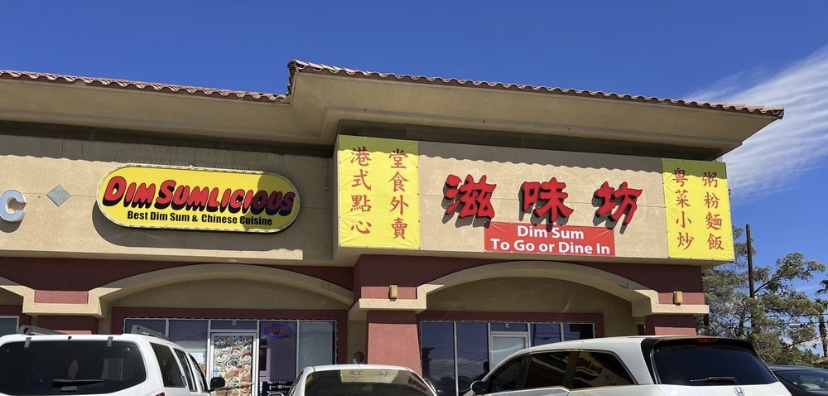 C
DIM SUMLICIOUS
Best Dim Sum & Chinese Cuisine
港式點心
堂食外賣
滋味坊
Dim Sum
To Go or Dine In
粤菜小炒
粥粉麵飯